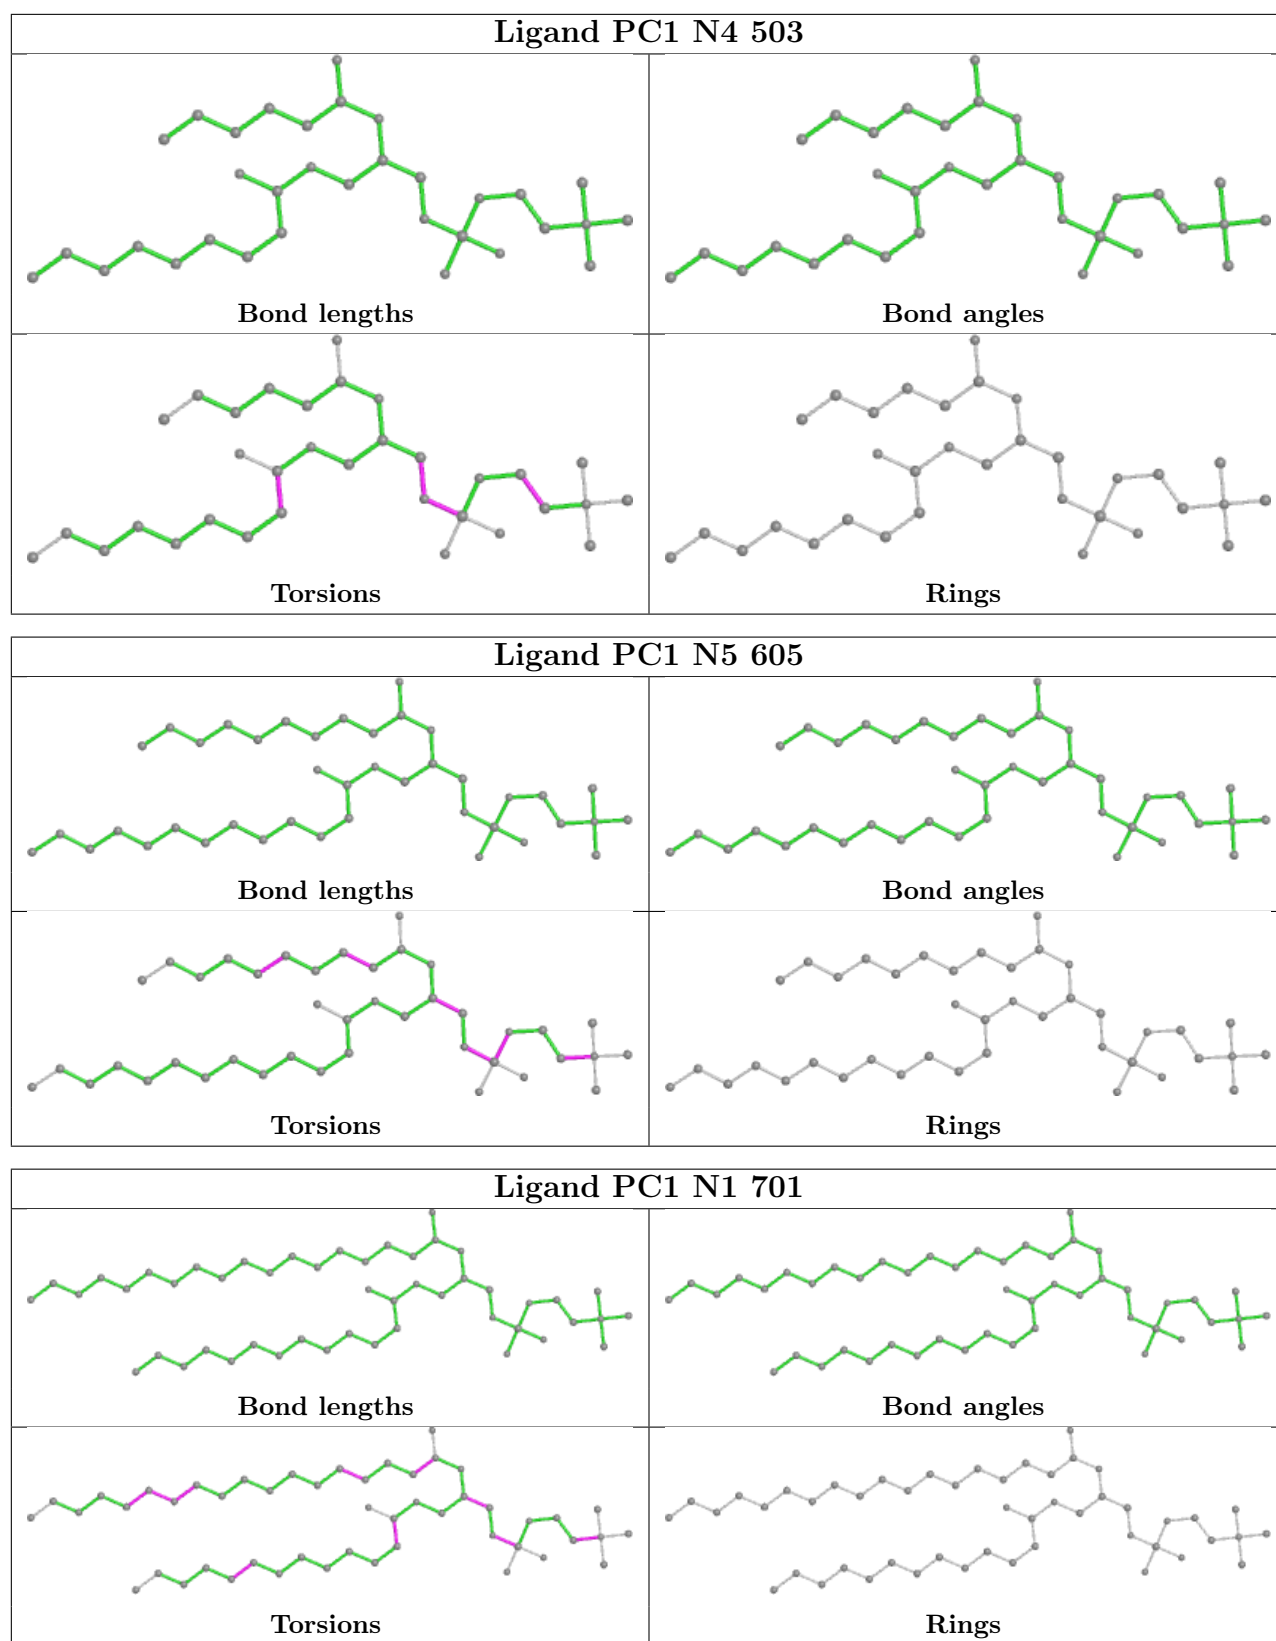 Ligand PC1 N4 503
Bond lengths
Bond angles
Torsions
Rings
Ligand PC1 N5 605
Bond lengths
Bond angles
Torsions
Rings
Ligand PC1 N1 701
Bond lengths
Bond angles
Torsions
Rings